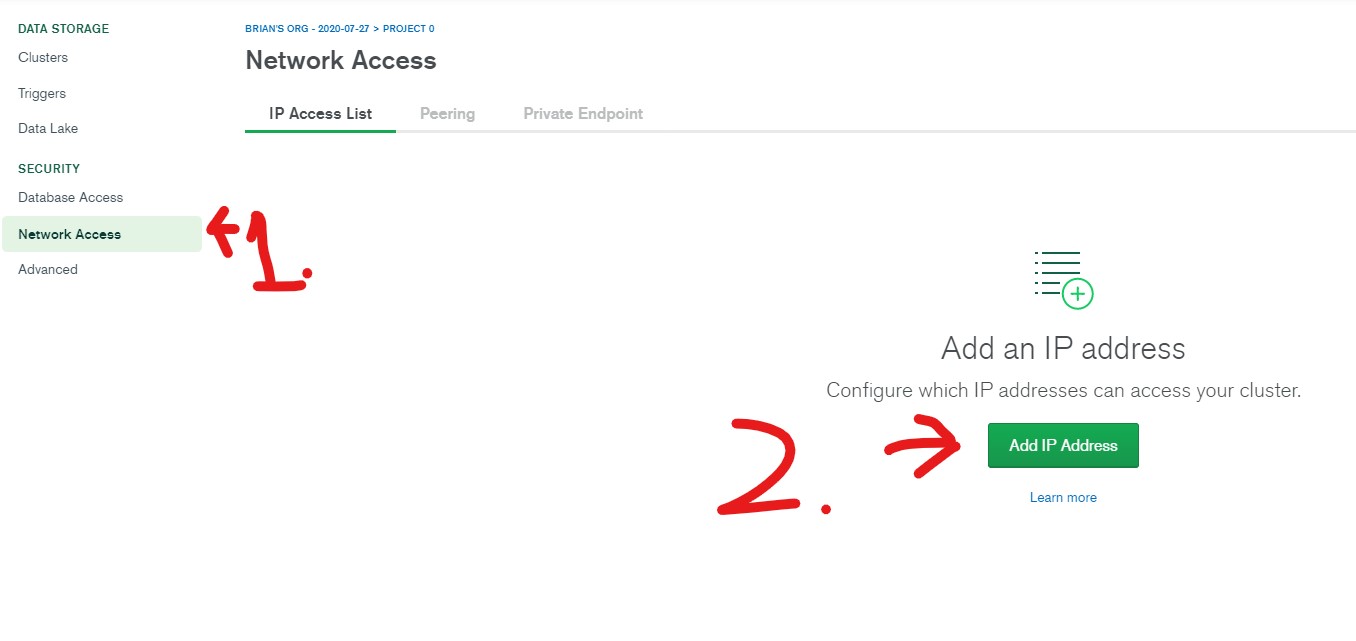 DATA STORAGE
Clusters
Triggers
Data Lake
SECURITY
Database Access
Network Access
Advanced
1.
BRIAN'S ORG - 2020-07-27 > PROJECT 0
Network Access
IP Access List Peering Private Endpoint
Add an IP address
Configure which IP addresses can access your cluster.
2.
Add IP Address
Learn more